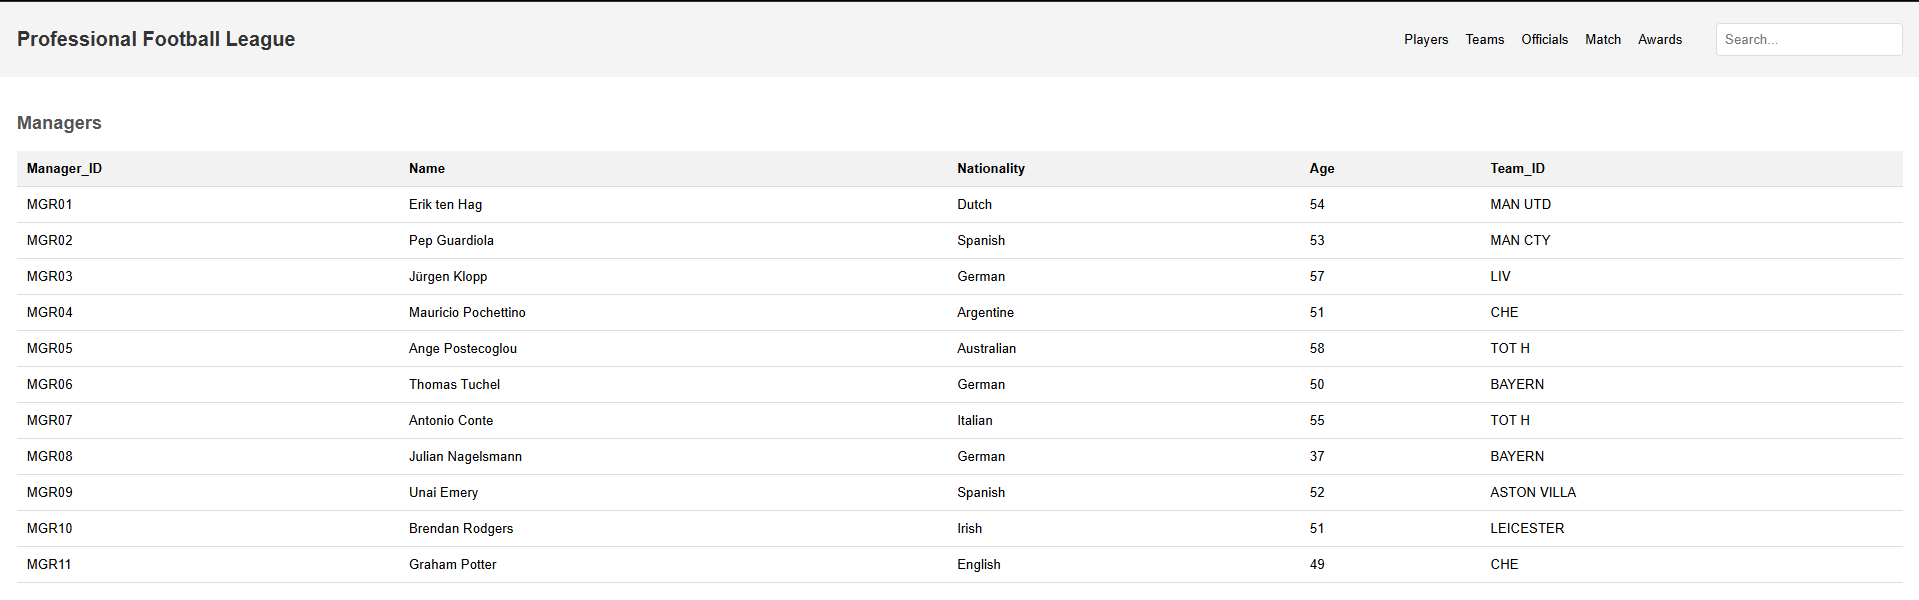 Professional Football League
Players Teams Officials Match Awards Search...
Managers
Manager_ID Name Nationality Age Team_ID
MGR01 Erik ten Hag Dutch 54 MAN UTD
MGR02 Pep Guardiola Spanish 53 MAN CTY
MGR03 Jürgen Klopp German 57 LIV
MGR04 Mauricio Pochettino Argentine 51 CHE
MGR05 Ange Postecoglou Australian 58 TOT H
MGR06 Thomas Tuchel German 50 BAYERN
MGR07 Antonio Conte Italian 55 TOT H
MGR08 Julian Nagelsmann German 37 BAYERN
MGR09 Unai Emery Spanish 52 ASTON VILLA
MGR10 Brendan Rodgers Irish 51 LEICESTER
MGR11 Graham Potter English 49 CHE